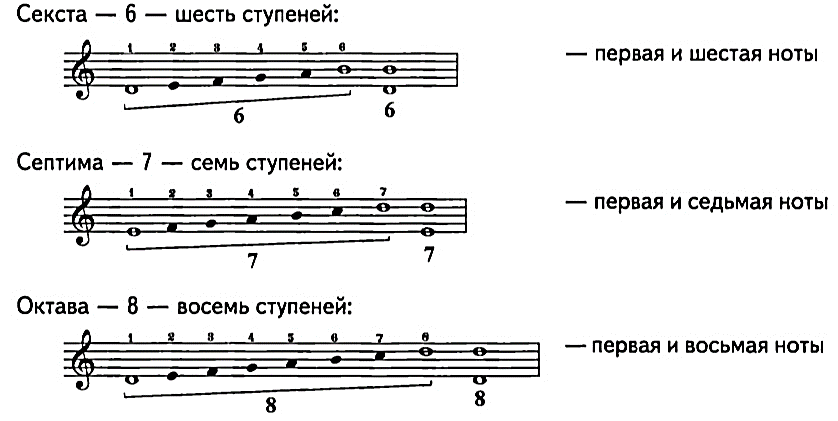 Секста — 6 — шесть ступеней:
1 2 3 4 5 6
— первая и шестая ноты
6 6
Септима — 7 — семь ступеней:
1 2 3 4 5 6 7
— первая и седьмая ноты
7 7
Октава — 8 — восемь ступеней:
1 2 3 4 5 6 7 8
— первая и восьмая ноты
8 8